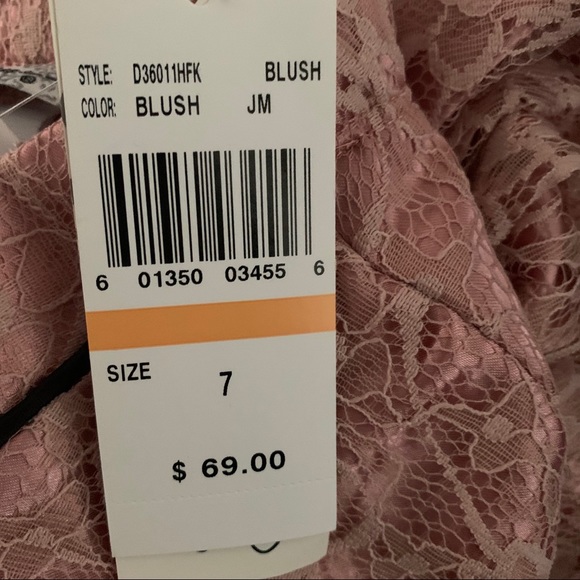 STYLE: D36011HFK BLUSH
COLOR: BLUSH JM
6 01350 03455 6
SIZE 7
$ 69.00